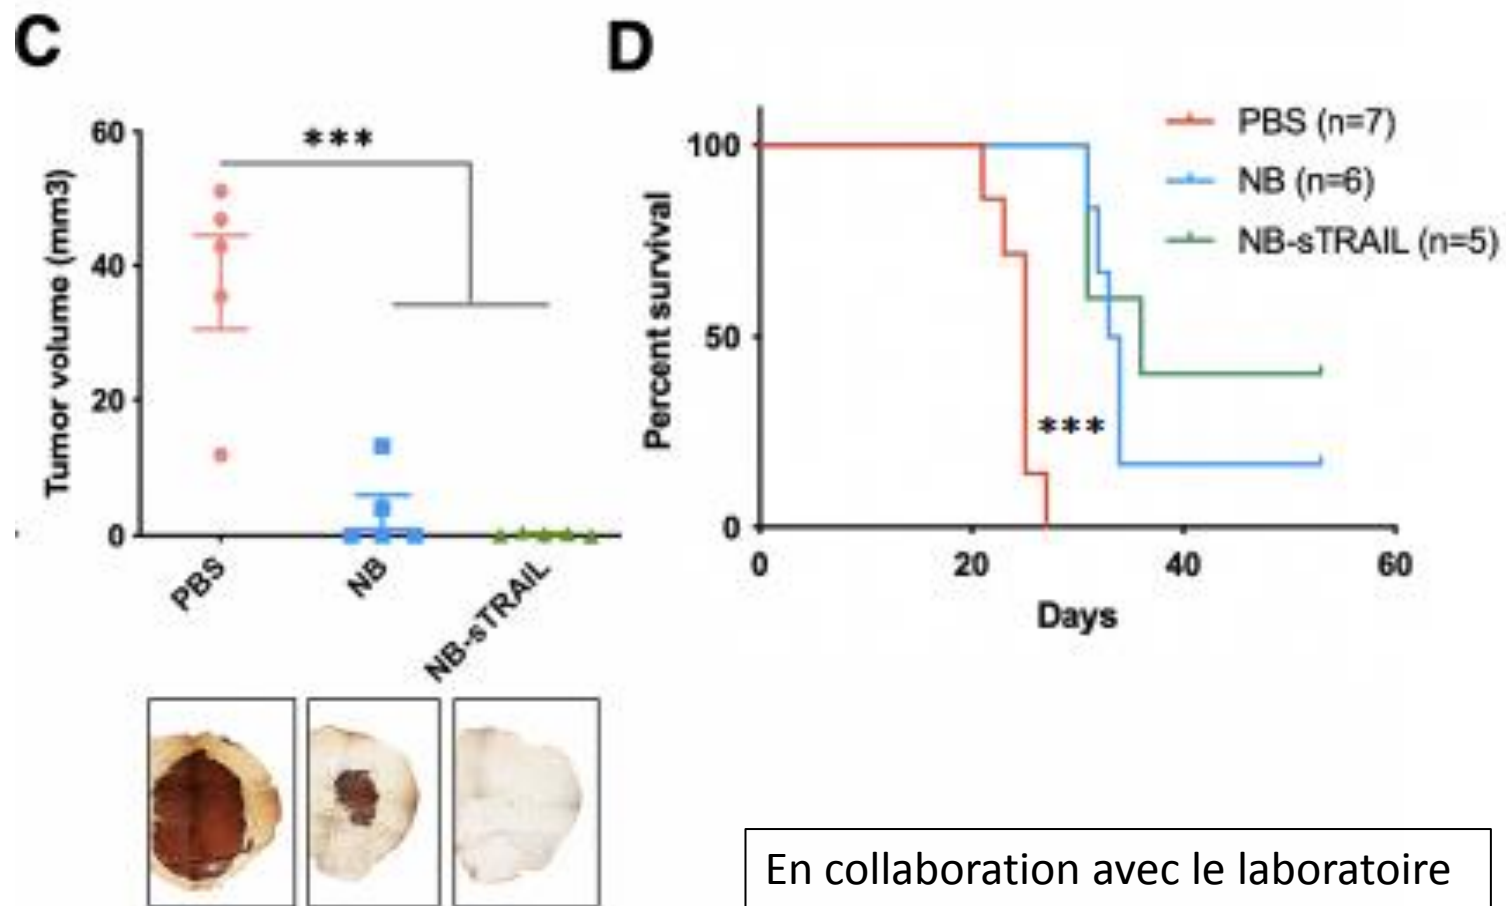 C
60
40
20
0
Tumor volume (mm3)
***
PBS
NB
NB-sTRAIL
D
100
50
0
Percent survival
0 20 40 60
Days
***
PBS (n=7)
NB (n=6)
NB-sTRAIL (n=5)
En collaboration avec le laboratoire